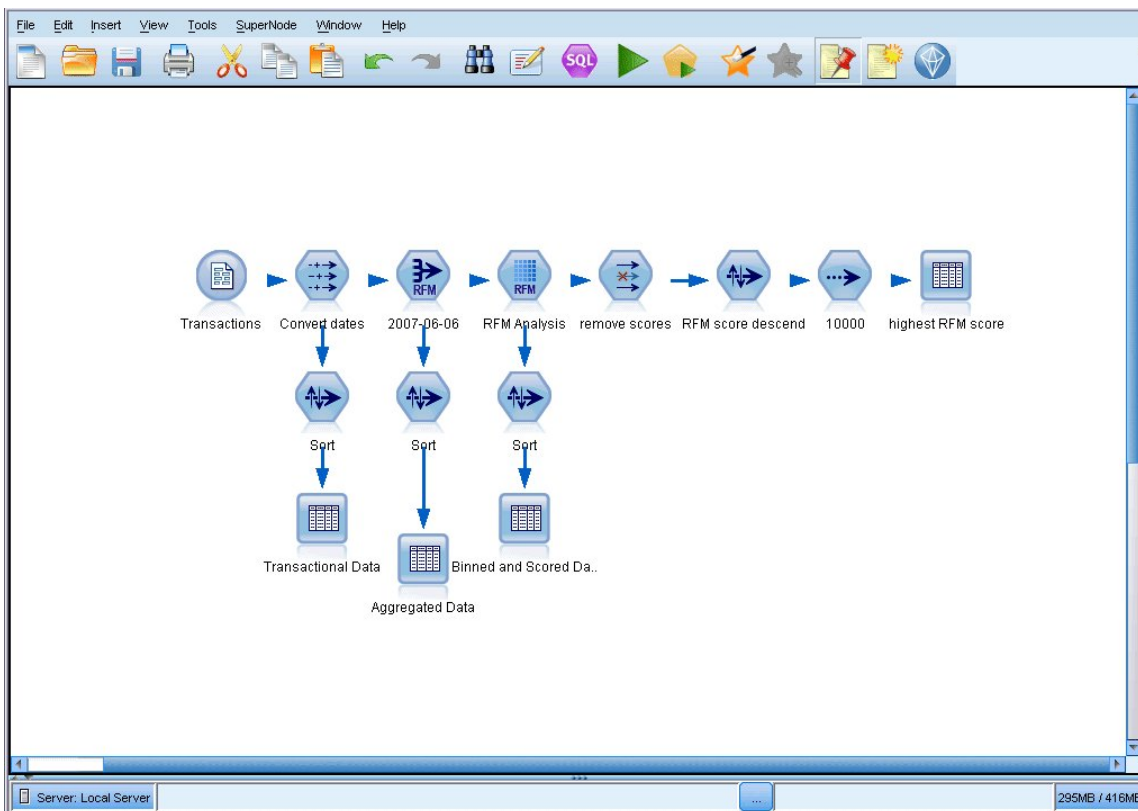 File Edit Insert View Tools SuperNode Window Help
SQL
RFM RFM
Transactions Convert dates 2007-06-06 RFM Analysis remove scores RFM score descend 10000 highest RFM score
Sort Sort Sort
Transactional Data Binned and Scored Da..
Aggregated Data
Server: Local Server ... 295MB / 416MB